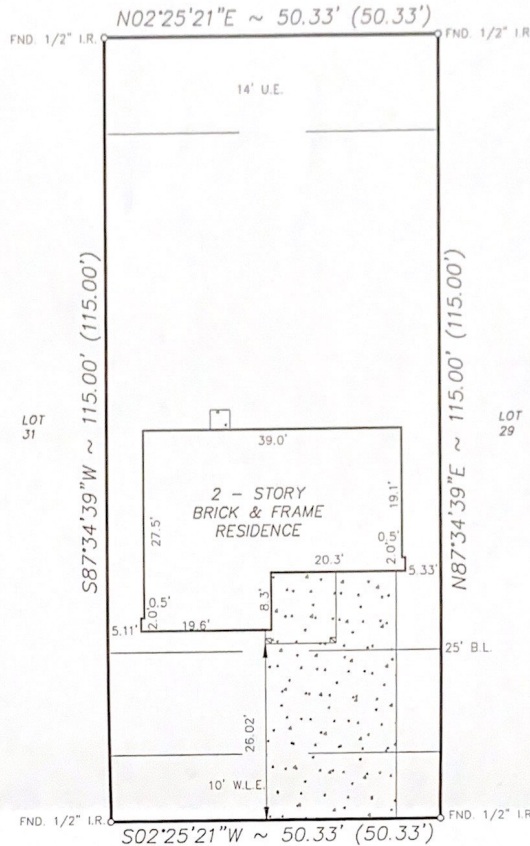 N02°25'21"E ~ 50.33' (50.33')
FND. 1/2" I.R.
FND. 1/2" I.R.
14' U.E.
S87°34'39"W ~ 115.00' (115.00')
N87°34'39"E ~ 115.00' (115.00')
LOT
31
LOT
29
39.0'
2 - STORY
BRICK & FRAME
RESIDENCE
27.5'
19.1'
0.5'
2.0'
5.33'
20.3'
8.3'
0.5'
2.0'
5.11'
19.6'
25' B.L.
26.02'
10' W.L.E.
FND. 1/2" I.R.
FND. 1/2" I.R.
S02°25'21"W ~ 50.33' (50.33')